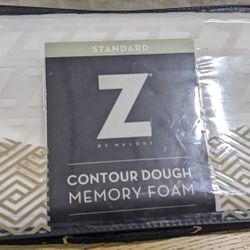 STANDARD
Z
BY MALOUF
CONTOUR DOUGH
MEMORY FOAM